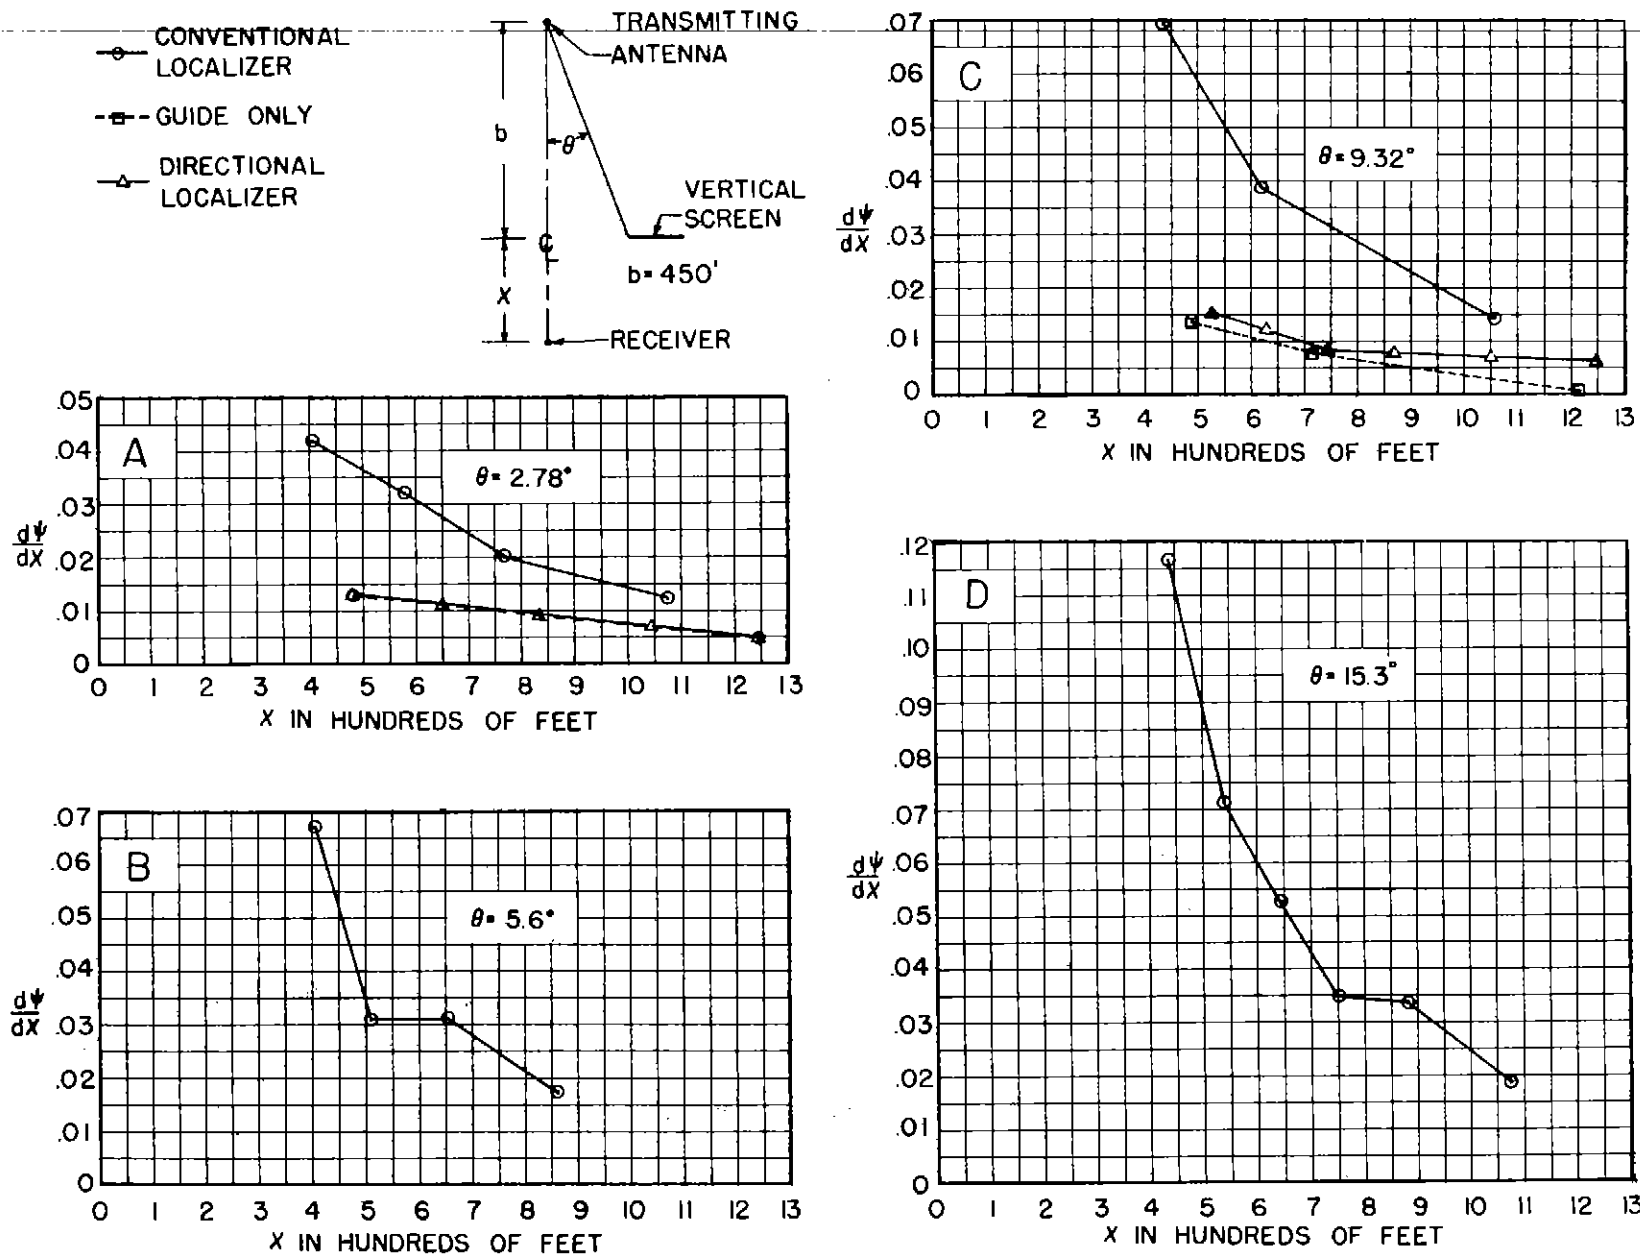 CONVENTIONAL
LOCALIZER
GUIDE ONLY
DIRECTIONAL
LOCALIZER
TRANSMITTING
ANTENNA
b
θ
VERTICAL
SCREEN
℄
b = 450'
X
RECEIVER
A
θ = 2.78°
.05
.04
.03
.02
.01
0
dψ
dX
0 1 2 3 4 5 6 7 8 9 10 11 12 13
X IN HUNDREDS OF FEET
B
θ = 5.6°
.07
.06
.05
.04
.03
.02
.01
0
dψ
dX
0 1 2 3 4 5 6 7 8 9 10 11 12 13
X IN HUNDREDS OF FEET
C
θ = 9.32°
.07
.06
.05
.04
.03
.02
.01
0
dψ
dX
0 1 2 3 4 5 6 7 8 9 10 11 12 13
X IN HUNDREDS OF FEET
D
θ = 15.3°
.12
.11
.10
.09
.08
.07
.06
.05
.04
.03
.02
.01
0
dψ
dX
0 1 2 3 4 5 6 7 8 9 10 11 12 13
X IN HUNDREDS OF FEET